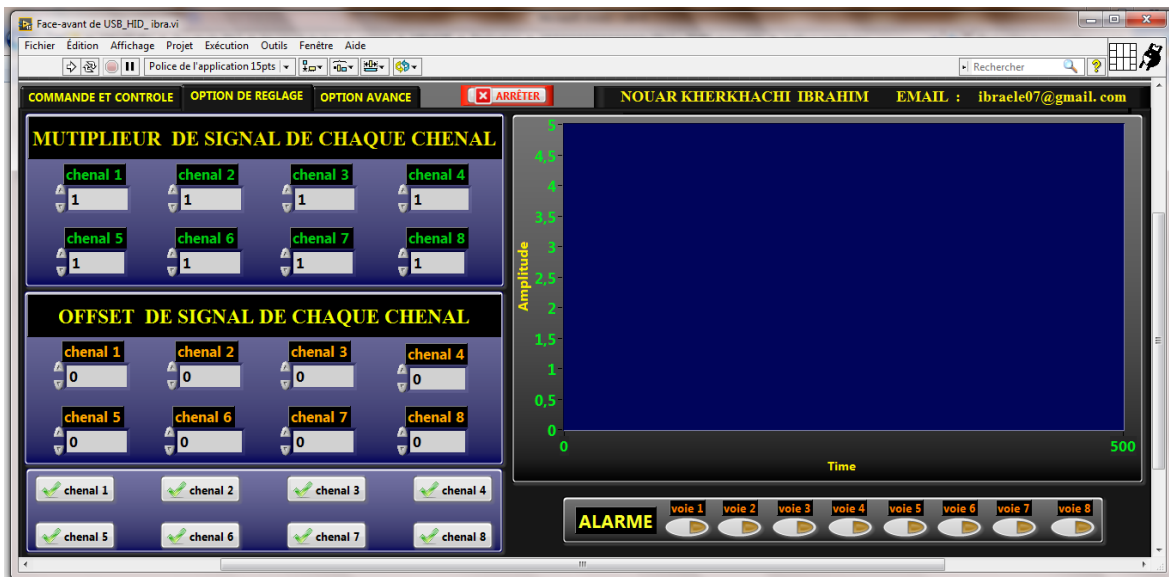 Face-avant de USB_HID_ ibra.vi
Fichier Édition Affichage Projet Exécution Outils Fenêtre Aide
Police de l'application 15pts
Rechercher
COMMANDE ET CONTROLE OPTION DE REGLAGE OPTION AVANCE
ARRÊTER
NOUAR KHERKHACHI IBRAHIM EMAIL : ibraele07@gmail.com
MUTIPLIEUR DE SIGNAL DE CHAQUE CHENAL
chenal 1 chenal 2 chenal 3 chenal 4
1 1 1 1
chenal 5 chenal 6 chenal 7 chenal 8
1 1 1 1
OFFSET DE SIGNAL DE CHAQUE CHENAL
chenal 1 chenal 2 chenal 3 chenal 4
0 0 0 0
chenal 5 chenal 6 chenal 7 chenal 8
0 0 0 0
chenal 1 chenal 2 chenal 3 chenal 4
chenal 5 chenal 6 chenal 7 chenal 8
Amplitude
5
4,5
4
3,5
3
2,5
2
1,5
1
0,5
0
0 500
Time
ALARME
voie 1 voie 2 voie 3 voie 4 voie 5 voie 6 voie 7 voie 8